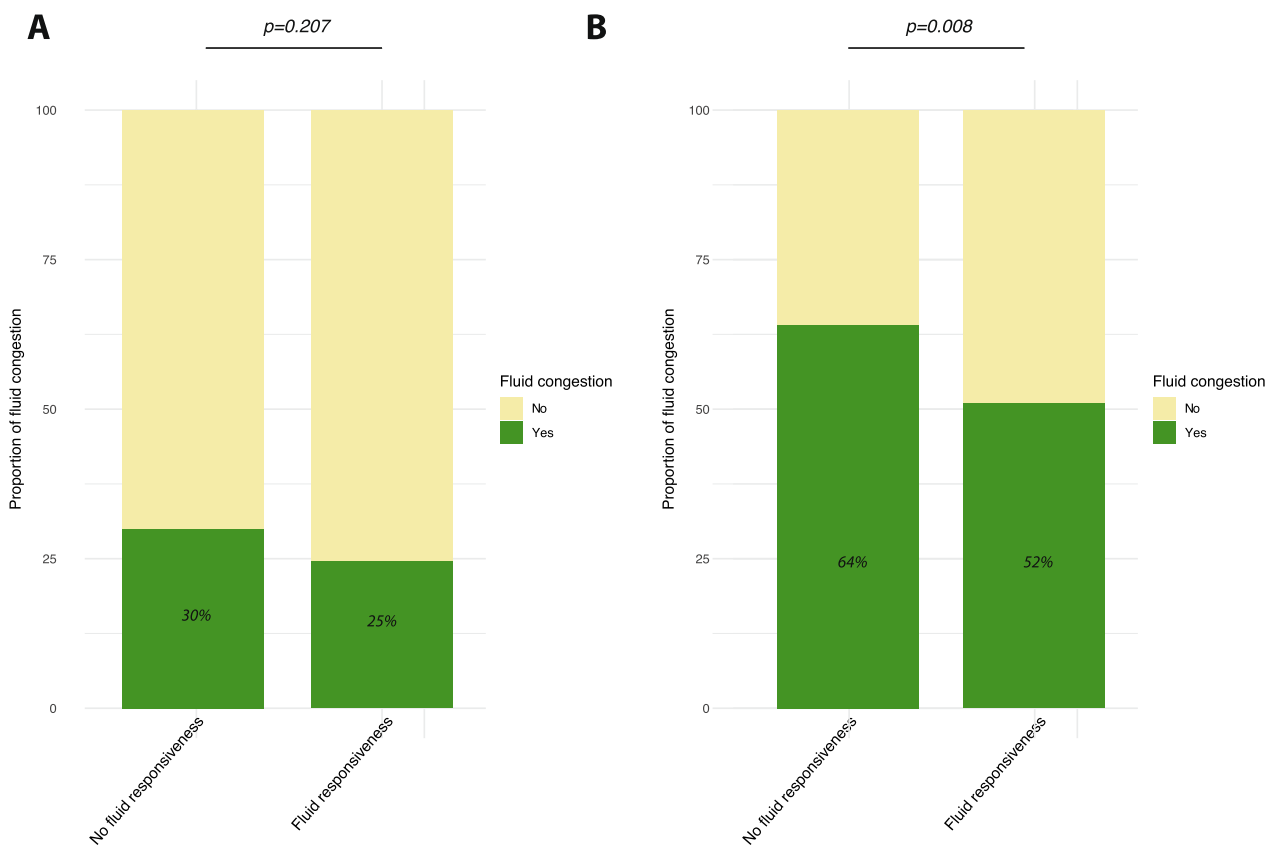 A
p=0.207
100
75
50
25
0
Proportion of fluid congestion
30%
25%
No fluid responsiveness
Fluid responsiveness
Fluid congestion
No
Yes
B
p=0.008
100
75
50
25
0
Proportion of fluid congestion
64%
52%
No fluid responsiveness
Fluid responsiveness
Fluid congestion
No
Yes